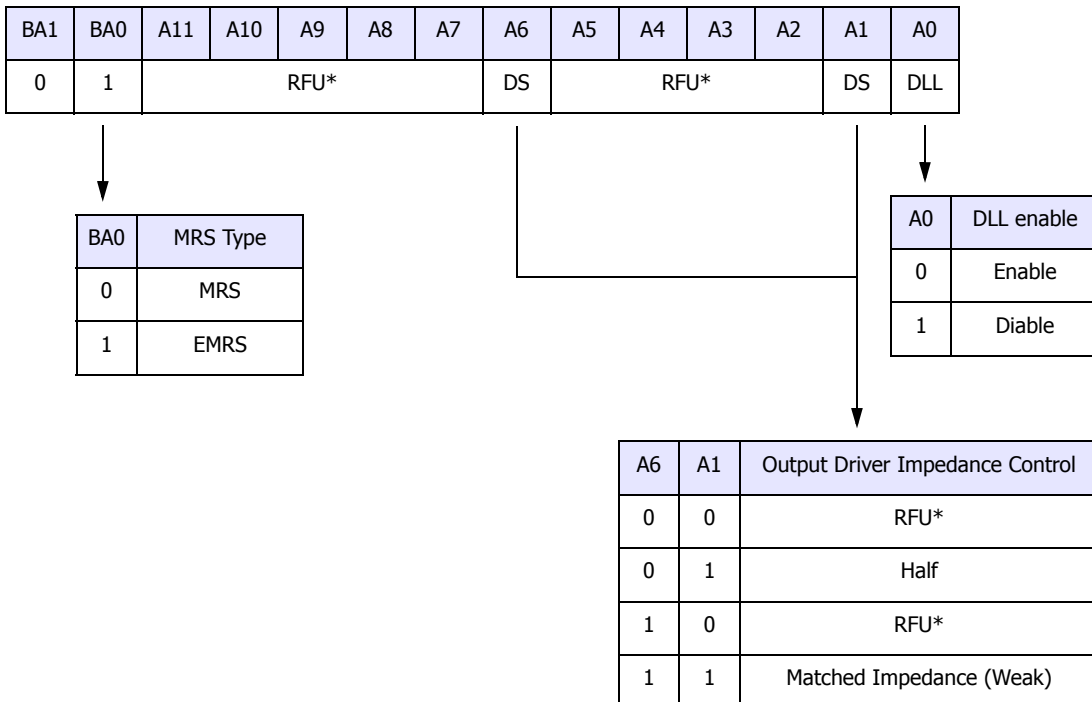 BA1 BA0 A11 A10 A9 A8 A7 A6 A5 A4 A3 A2 A1 A0
0 1 RFU* DS RFU* DS DLL
BA0 MRS Type
0 MRS
1 EMRS
A0 DLL enable
0 Enable
1 Diable
A6 A1 Output Driver Impedance Control
0 0 RFU*
0 1 Half
1 0 RFU*
1 1 Matched Impedance (Weak)